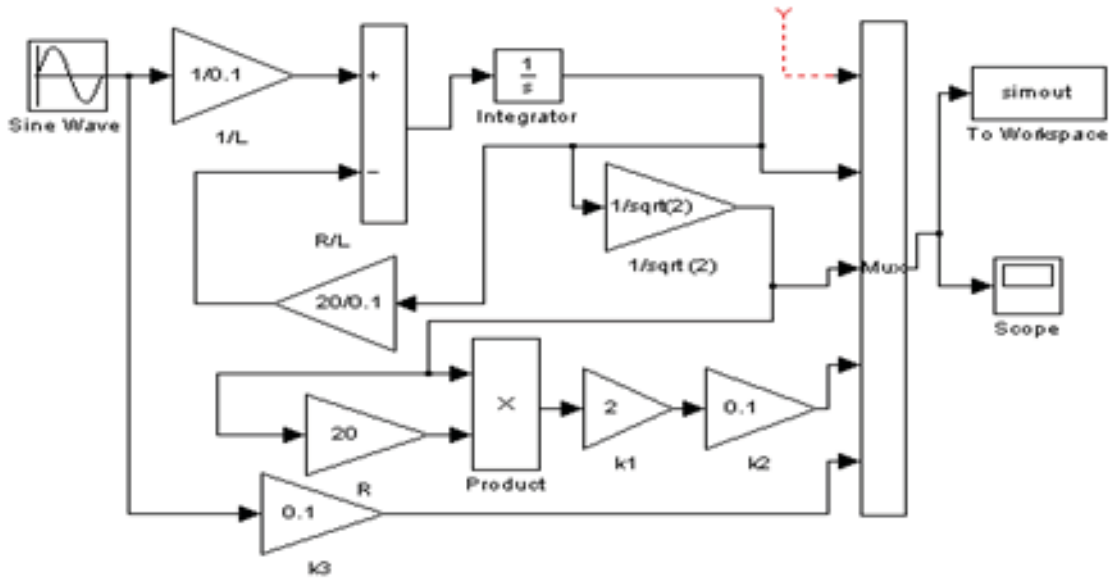 Sine Wave
1/0.1
1/L
+
−
1
s
Integrator
simout
To Workspace
1/sqrt(2)
1/sqrt (2)
R/L
20/0.1
Mux
Scope
X
20
R
Product
2
k1
0.1
k2
0.1
k3